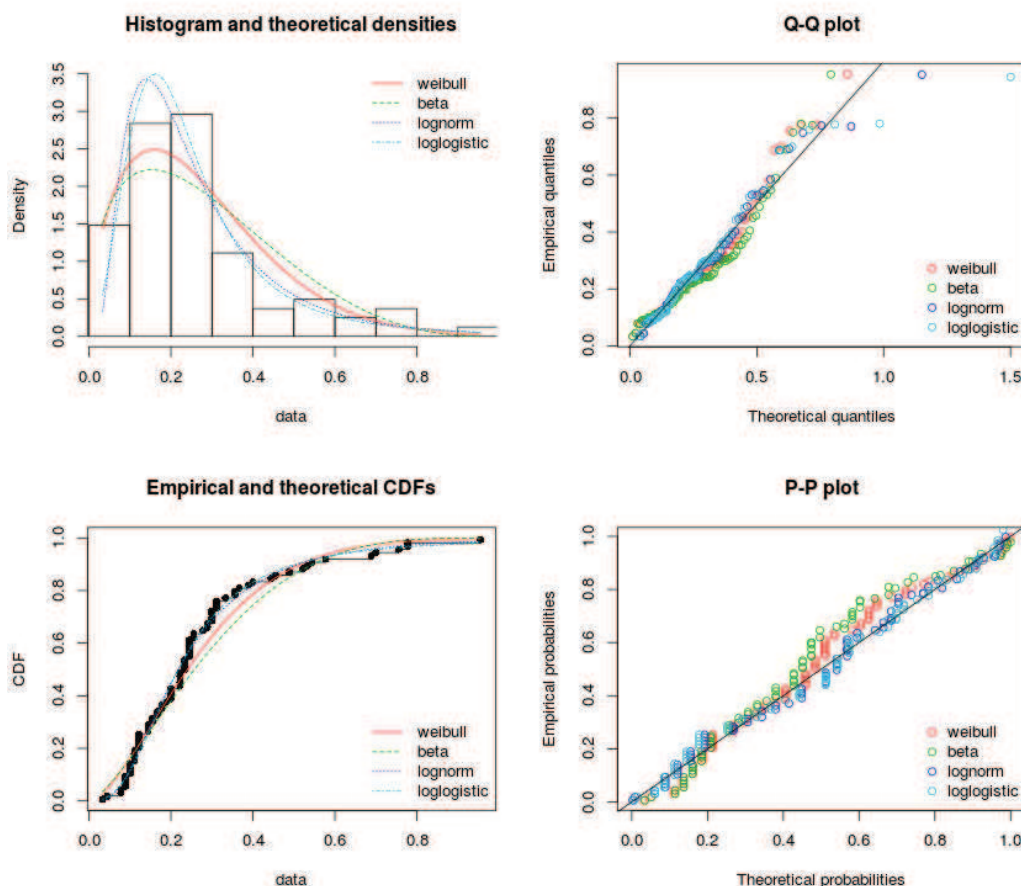 Histogram and theoretical densities
Density
0.0 0.5 1.0 1.5 2.0 2.5 3.0 3.5
weibull
beta
lognorm
loglogistic
0.0 0.2 0.4 0.6 0.8
data
Q-Q plot
Empirical quantiles
0.0 0.2 0.4 0.6 0.8
weibull
beta
lognorm
loglogistic
0.0 0.5 1.0 1.5
Theoretical quantiles
Empirical and theoretical CDFs
CDF
0.0 0.2 0.4 0.6 0.8 1.0
weibull
beta
lognorm
loglogistic
0.0 0.2 0.4 0.6 0.8
data
P-P plot
Empirical probabilities
0.0 0.2 0.4 0.6 0.8 1.0
weibull
beta
lognorm
loglogistic
0.0 0.2 0.4 0.6 0.8 1.0
Theoretical probabilities